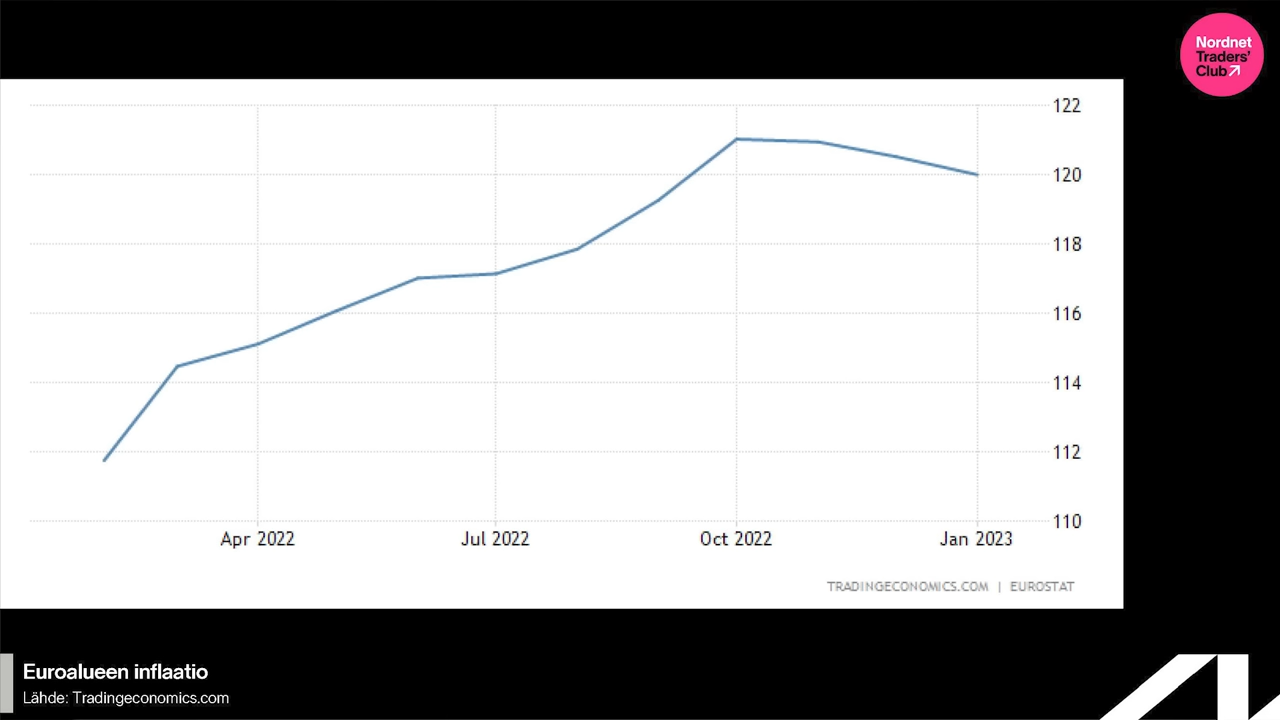 Nordnet
Traders'
Club
122
120
118
116
114
112
110
Apr 2022
Jul 2022
Oct 2022
Jan 2023
TRADINGECONOMICS.COM | EUROSTAT
Euroalueen inflaatio
Lähde: Tradingeconomics.com